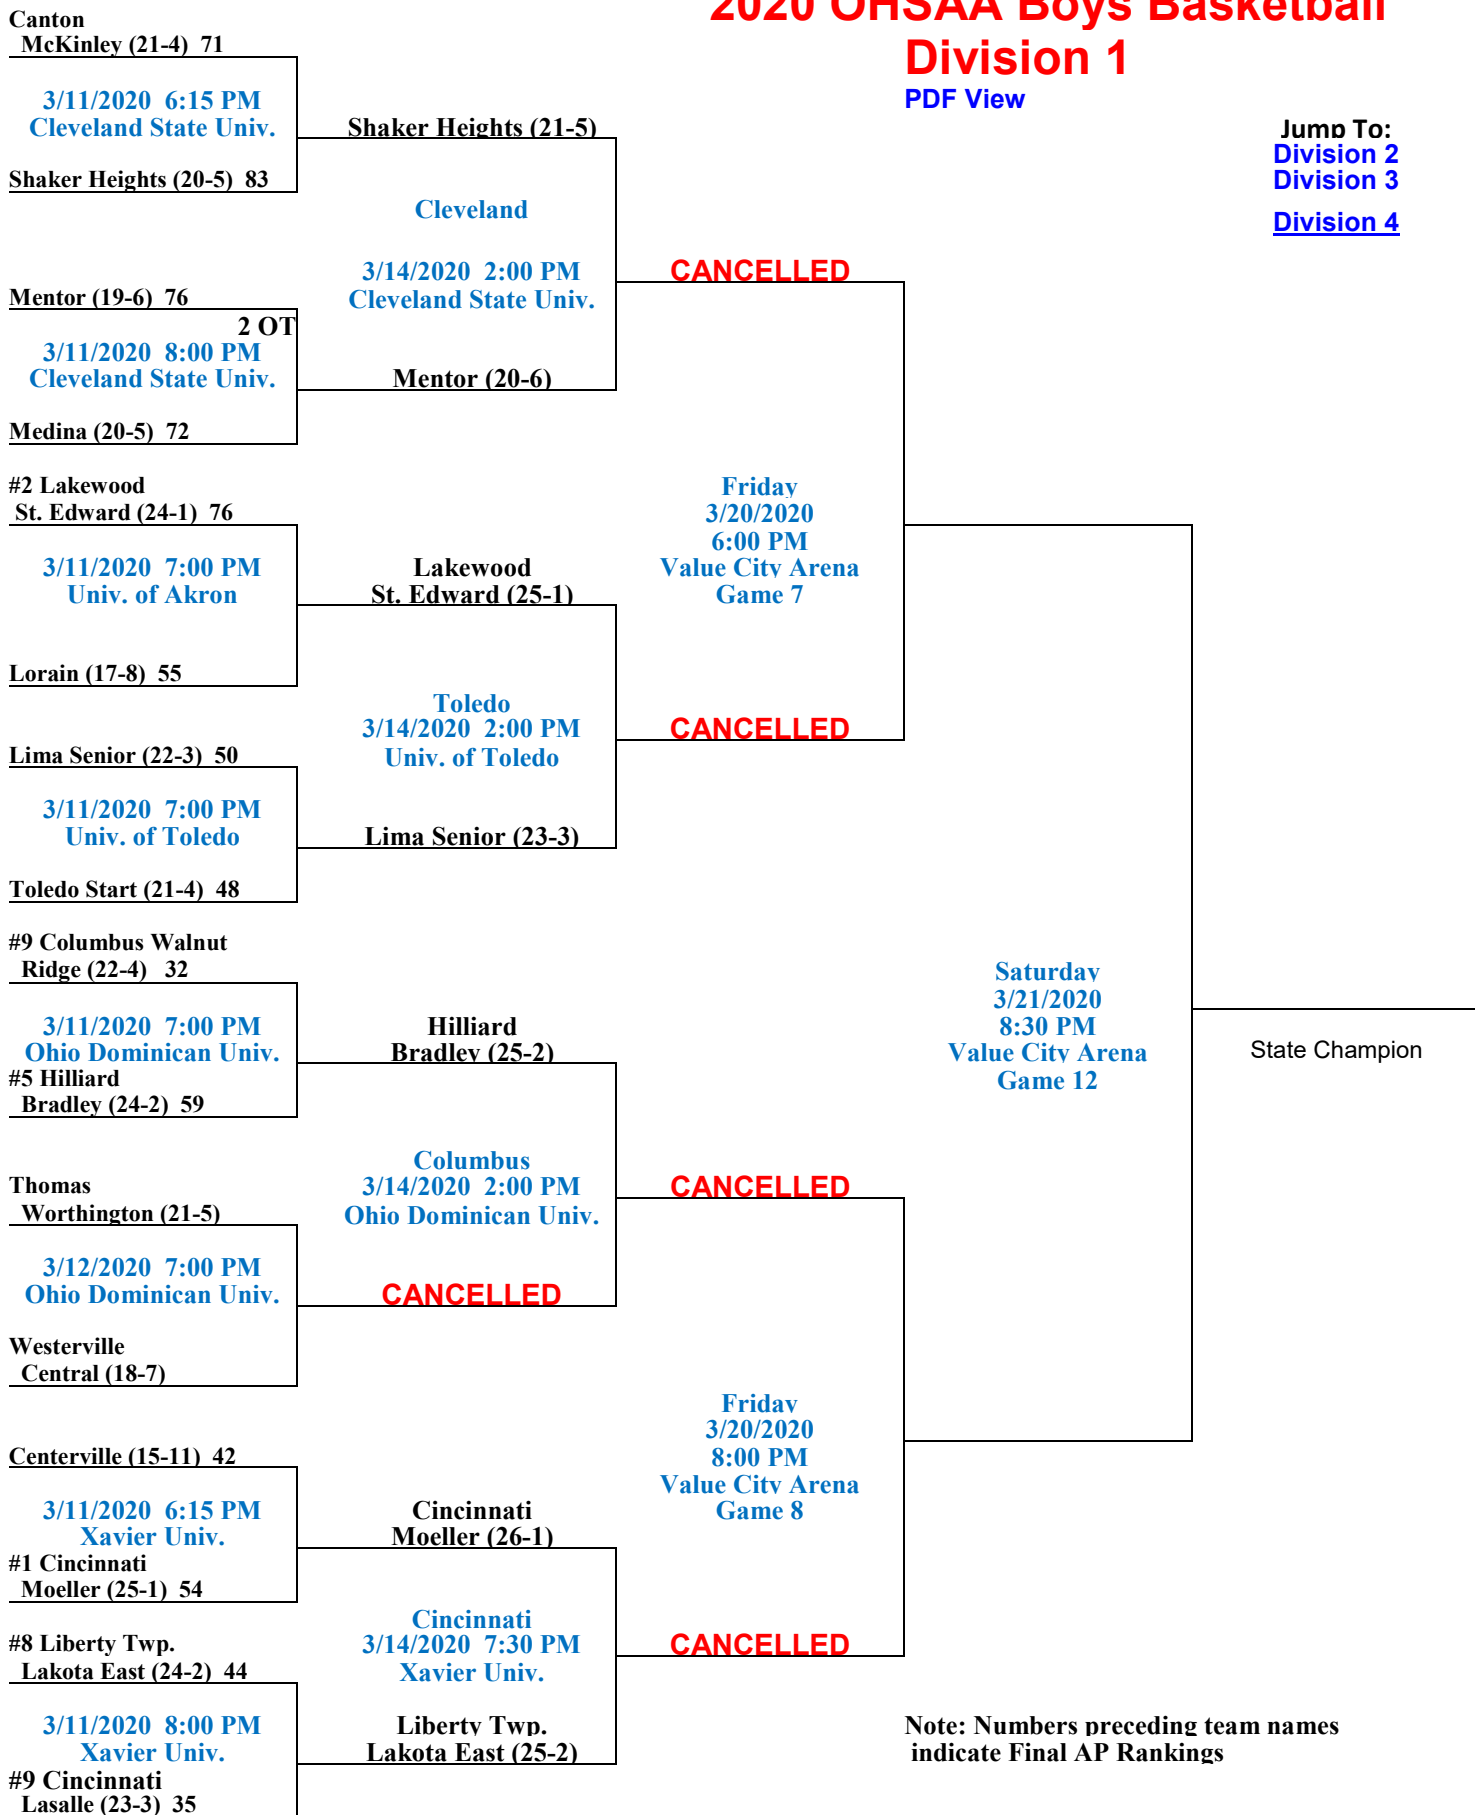 2020 OHSAA Boys Basketball
Division 1
PDF View
Jump To:
Division 2
Division 3
Division 4
Canton
McKinley (21-4)  71
3/11/2020  6:15 PM
Cleveland State Univ.
Shaker Heights (20-5)  83
Shaker Heights (21-5)
Cleveland
3/14/2020  2:00 PM
Cleveland State Univ.
CANCELLED
Mentor (19-6)  76
2 OT
3/11/2020  8:00 PM
Cleveland State Univ.
Mentor (20-6)
Medina (20-5)  72
#2 Lakewood
St. Edward (24-1)  76
3/11/2020  7:00 PM
Univ. of Akron
Lorain (17-8)  55
Lakewood
St. Edward (25-1)
Friday
3/20/2020
6:00 PM
Value City Arena
Game 7
Toledo
3/14/2020  2:00 PM
Univ. of Toledo
CANCELLED
Lima Senior (22-3)  50
3/11/2020  7:00 PM
Univ. of Toledo
Lima Senior (23-3)
Toledo Start (21-4)  48
#9 Columbus Walnut
Ridge (22-4)   32
3/11/2020  7:00 PM
Ohio Dominican Univ.
#5 Hilliard
Bradley (24-2)  59
Hilliard
Bradley (25-2)
Saturday
3/21/2020
8:30 PM
Value City Arena
Game 12
State Champion
Columbus
3/14/2020  2:00 PM
Ohio Dominican Univ.
CANCELLED
Thomas
Worthington (21-5)
3/12/2020  7:00 PM
Ohio Dominican Univ.
CANCELLED
Westerville
Central (18-7)
Friday
3/20/2020
8:00 PM
Value City Arena
Game 8
Centerville (15-11)  42
3/11/2020  6:15 PM
Xavier Univ.
#1 Cincinnati
Moeller (25-1)  54
Cincinnati
Moeller (26-1)
Cincinnati
3/14/2020  7:30 PM
Xavier Univ.
CANCELLED
#8 Liberty Twp.
Lakota East (24-2)  44
3/11/2020  8:00 PM
Xavier Univ.
#9 Cincinnati
Lasalle (23-3)  35
Liberty Twp.
Lakota East (25-2)
Note: Numbers preceding team names
indicate Final AP Rankings